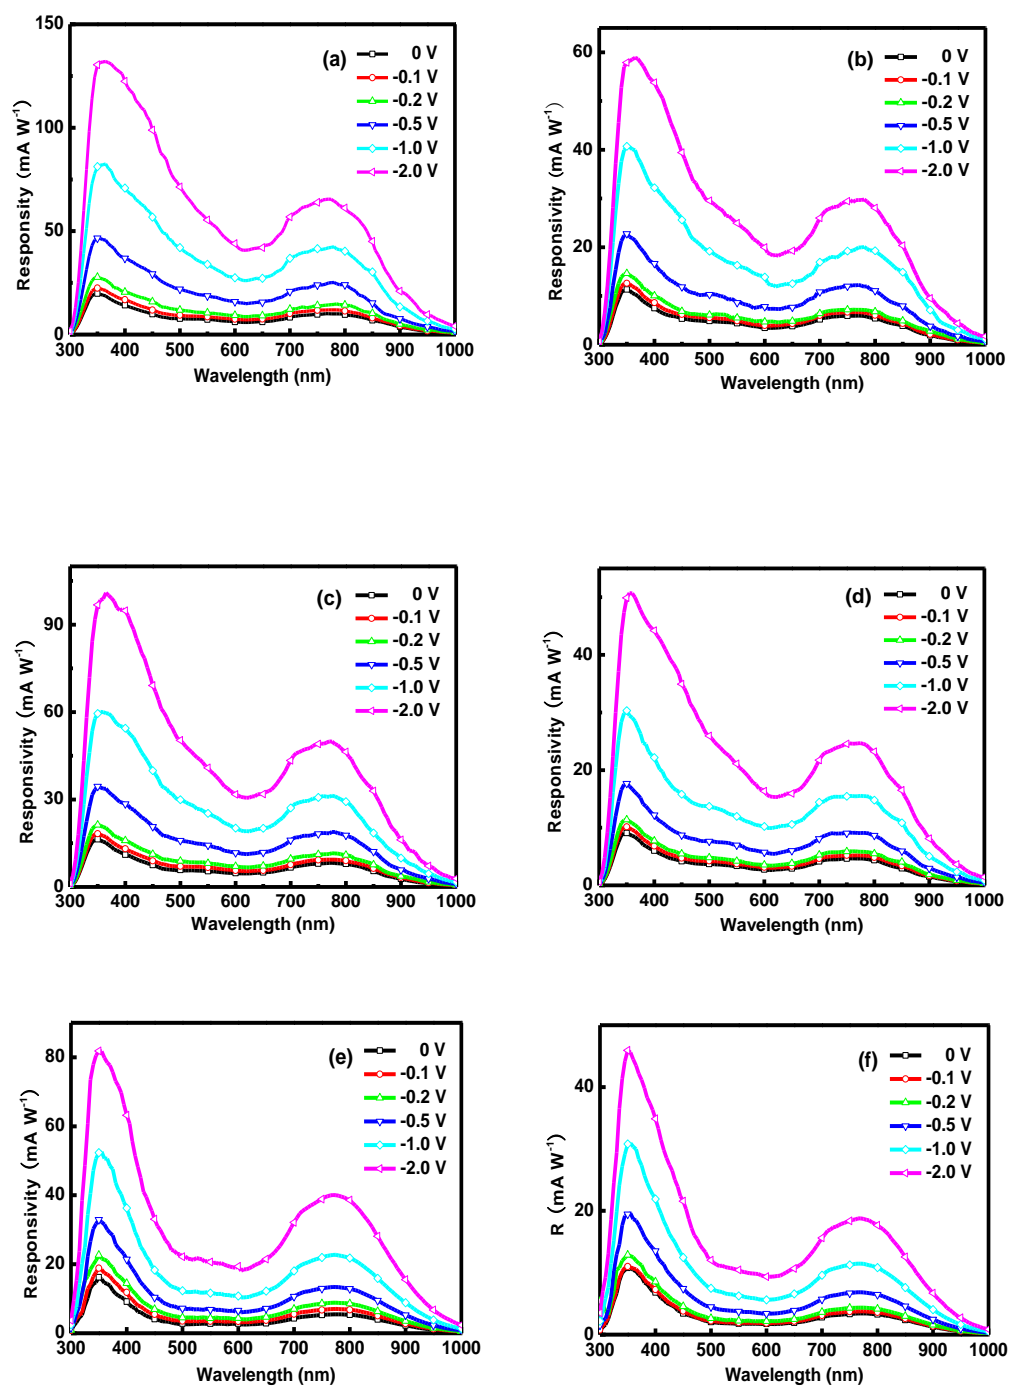 (a)
0 V
-0.1 V
-0.2 V
-0.5 V
-1.0 V
-2.0 V
Responsity (mA W⁻¹)
150
100
50
0
300 400 500 600 700 800 900 1000
Wavelength (nm)
(b)
0 V
-0.1 V
-0.2 V
-0.5 V
-1.0 V
-2.0 V
Responsivity (mA W⁻¹)
60
40
20
0
300 400 500 600 700 800 900 1000
Wavelength (nm)
(c)
0 V
-0.1 V
-0.2 V
-0.5 V
-1.0 V
-2.0 V
Responsivity (mA W⁻¹)
90
60
30
0
300 400 500 600 700 800 900 1000
Wavelength (nm)
(d)
0 V
-0.1 V
-0.2 V
-0.5 V
-1.0 V
-2.0 V
Responsivity (mA W⁻¹)
40
20
0
300 400 500 600 700 800 900 1000
Wavelength (nm)
(e)
0 V
-0.1 V
-0.2 V
-0.5 V
-1.0 V
-2.0 V
Responsivity (mA W⁻¹)
80
60
40
20
0
300 400 500 600 700 800 900 1000
Wavelength (nm)
(f)
0 V
-0.1 V
-0.2 V
-0.5 V
-1.0 V
-2.0 V
R (mA W⁻¹)
40
20
0
300 400 500 600 700 800 900 1000
Wavelength (nm)